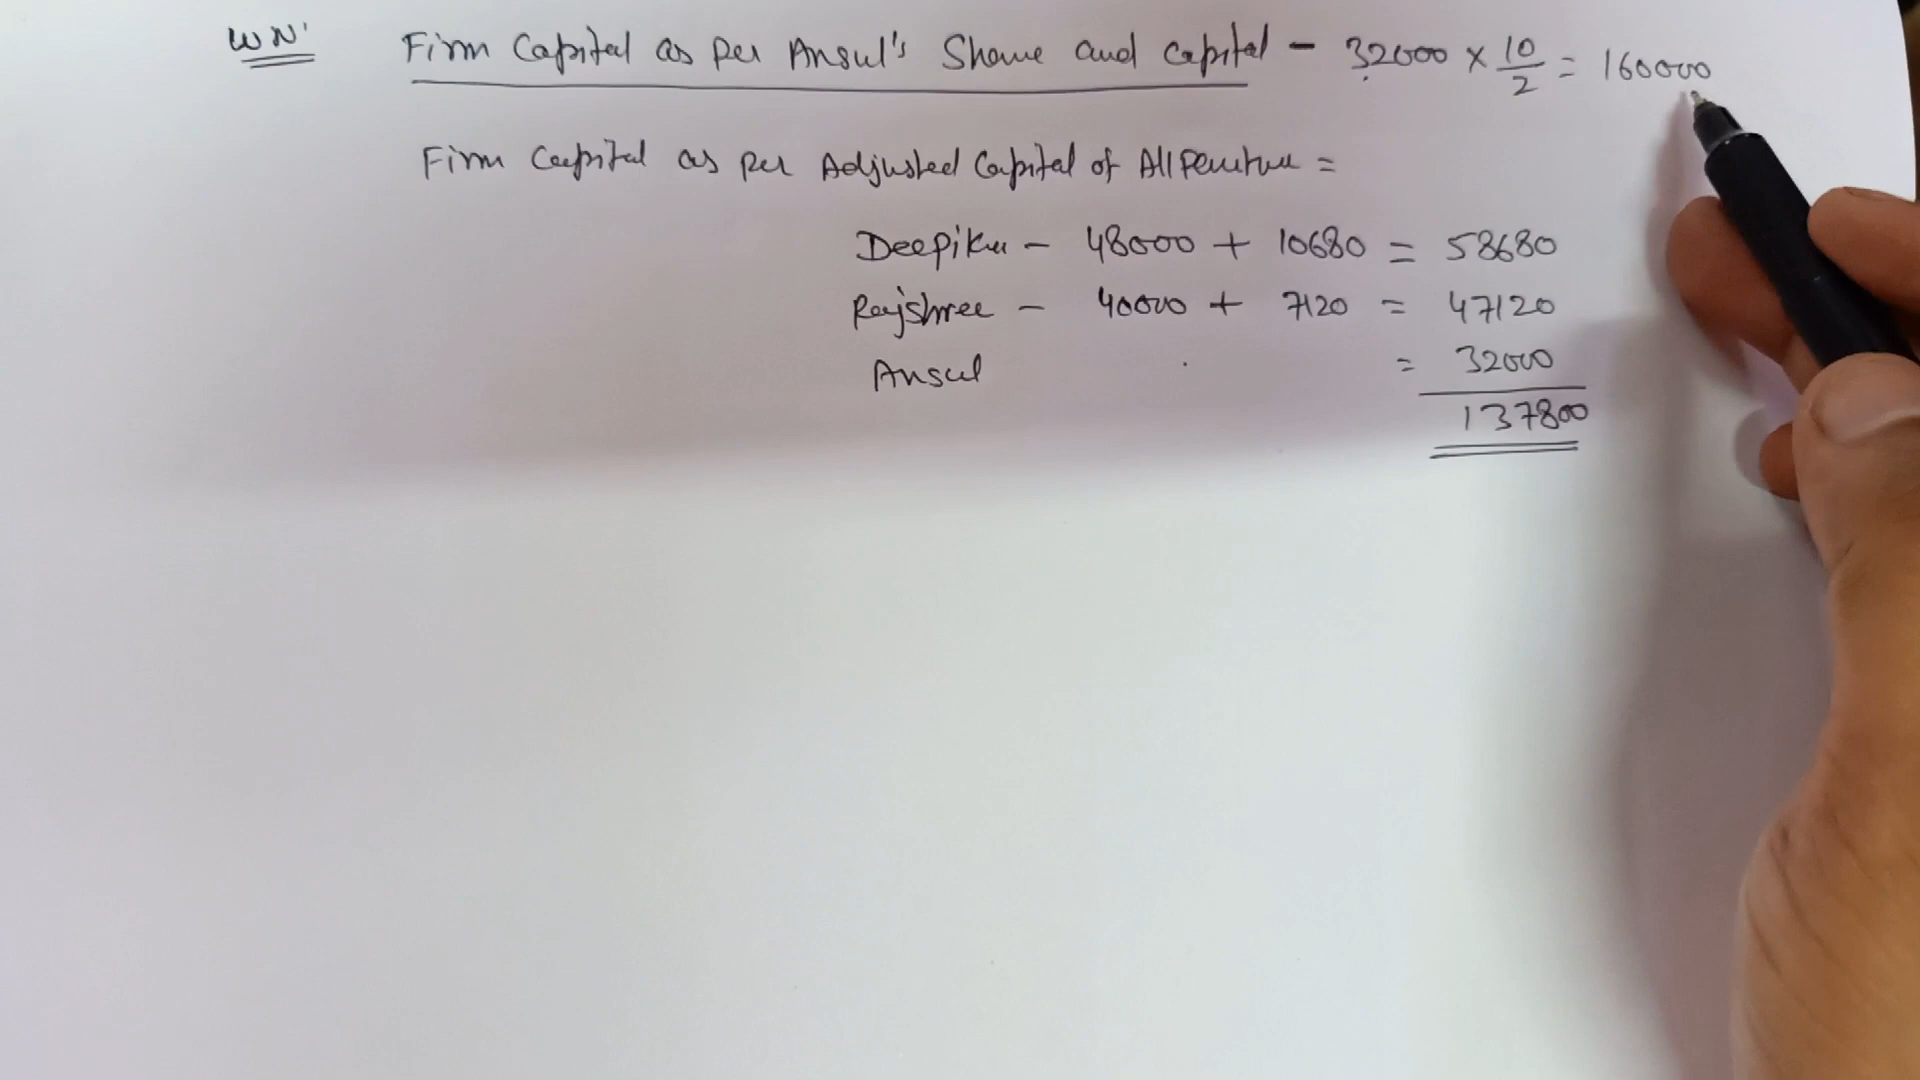 WN' Firm Capital as per Ansul's Share and Capital - 32000 × 10/2 = 160000
Firm Capital as per Adjusted Capital of All Partner =
Deepika - 48000 + 10680 = 58680
Rajshree - 40000 + 7120 = 47120
Ansul = 32000
137800